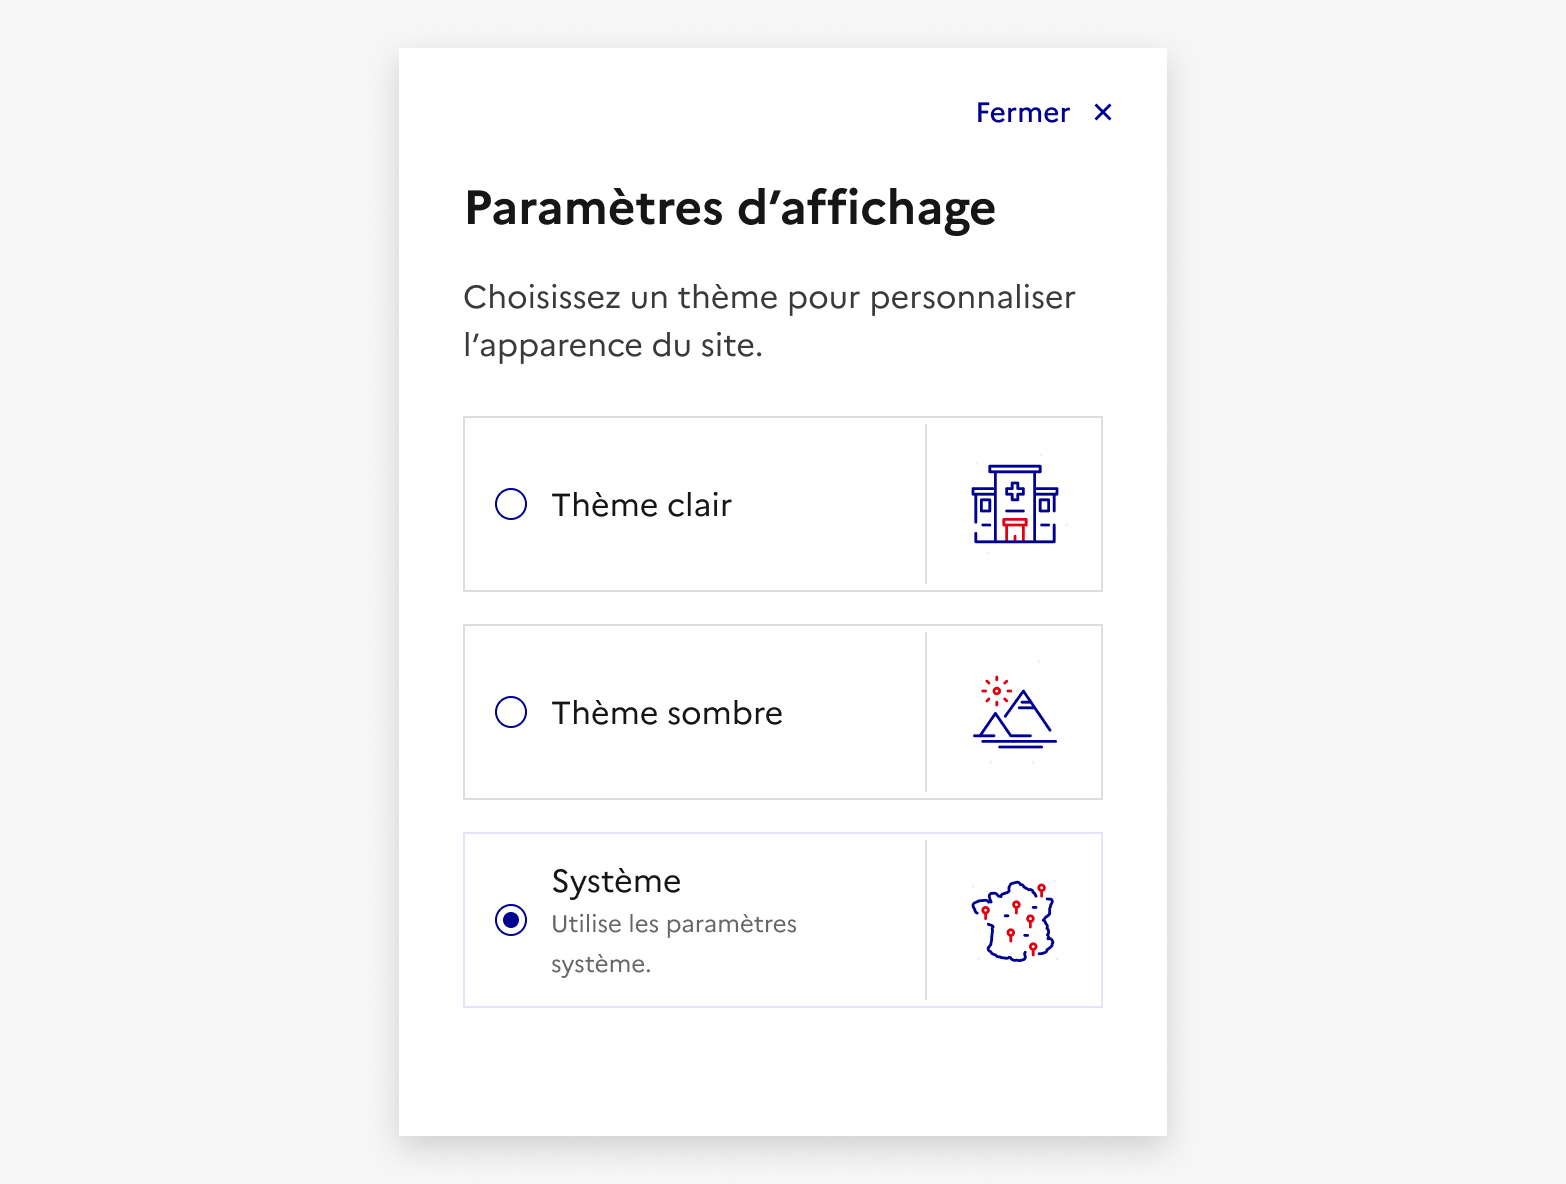 Fermer
Paramètres d’affichage
Choisissez un thème pour personnaliser
l’apparence du site.
Thème clair
Thème sombre
Système
Utilise les paramètres
système.